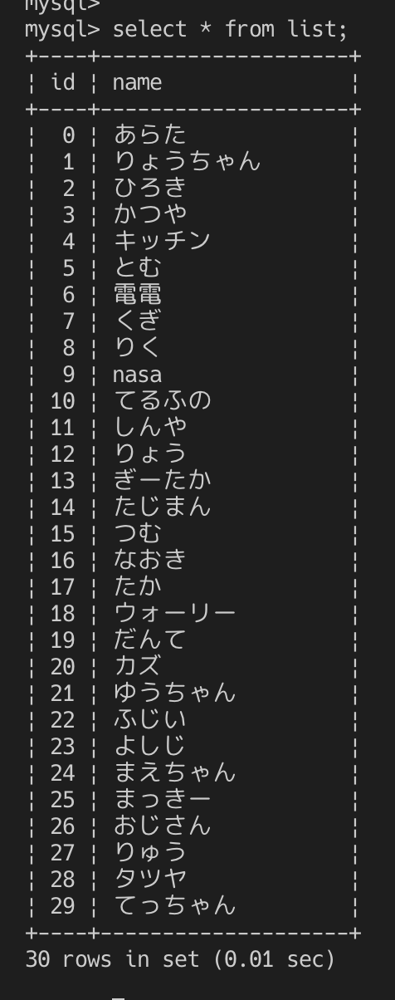 mysql>
mysql> select * from list;
+----+--------------------+
| id | name               |
+----+--------------------+
|  0 | あらた             |
|  1 | りょうちゃん       |
|  2 | ひろき             |
|  3 | かつや             |
|  4 | キッチン           |
|  5 | とむ               |
|  6 | 電電               |
|  7 | くぎ               |
|  8 | りく               |
|  9 | nasa               |
| 10 | てるふの           |
| 11 | しんや             |
| 12 | りょう             |
| 13 | ぎーたか           |
| 14 | たじまん           |
| 15 | つむ               |
| 16 | なおき             |
| 17 | たか               |
| 18 | ウォーリー         |
| 19 | だんて             |
| 20 | カズ               |
| 21 | ゆうちゃん         |
| 22 | ふじい             |
| 23 | よしじ             |
| 24 | まえちゃん         |
| 25 | まっきー           |
| 26 | おじさん           |
| 27 | りゅう             |
| 28 | タツヤ             |
| 29 | てっちゃん         |
+----+--------------------+
30 rows in set (0.01 sec)